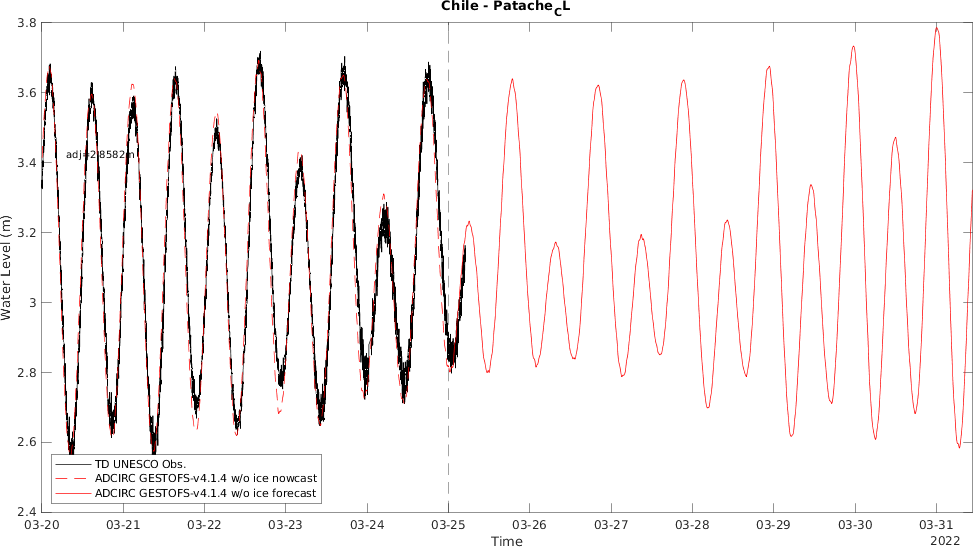 Chile - Patache_CL
3.8
3.6
3.4
3.2
3
2.8
2.6
2.4
Water Level (m)
adj=2.8582m
TD UNESCO Obs.
ADCIRC GESTOFS-v4.1.4 w/o ice nowcast
ADCIRC GESTOFS-v4.1.4 w/o ice forecast
03-20 03-21 03-22 03-23 03-24 03-25 03-26 03-27 03-28 03-29 03-30 03-31
Time
2022